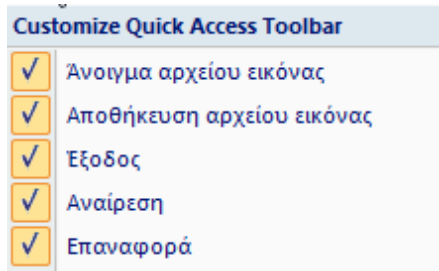 Customize Quick Access Toolbar
Άνοιγμα αρχείου εικόνας
Αποθήκευση αρχείου εικόνας
Έξοδος
Αναίρεση
Επαναφορά